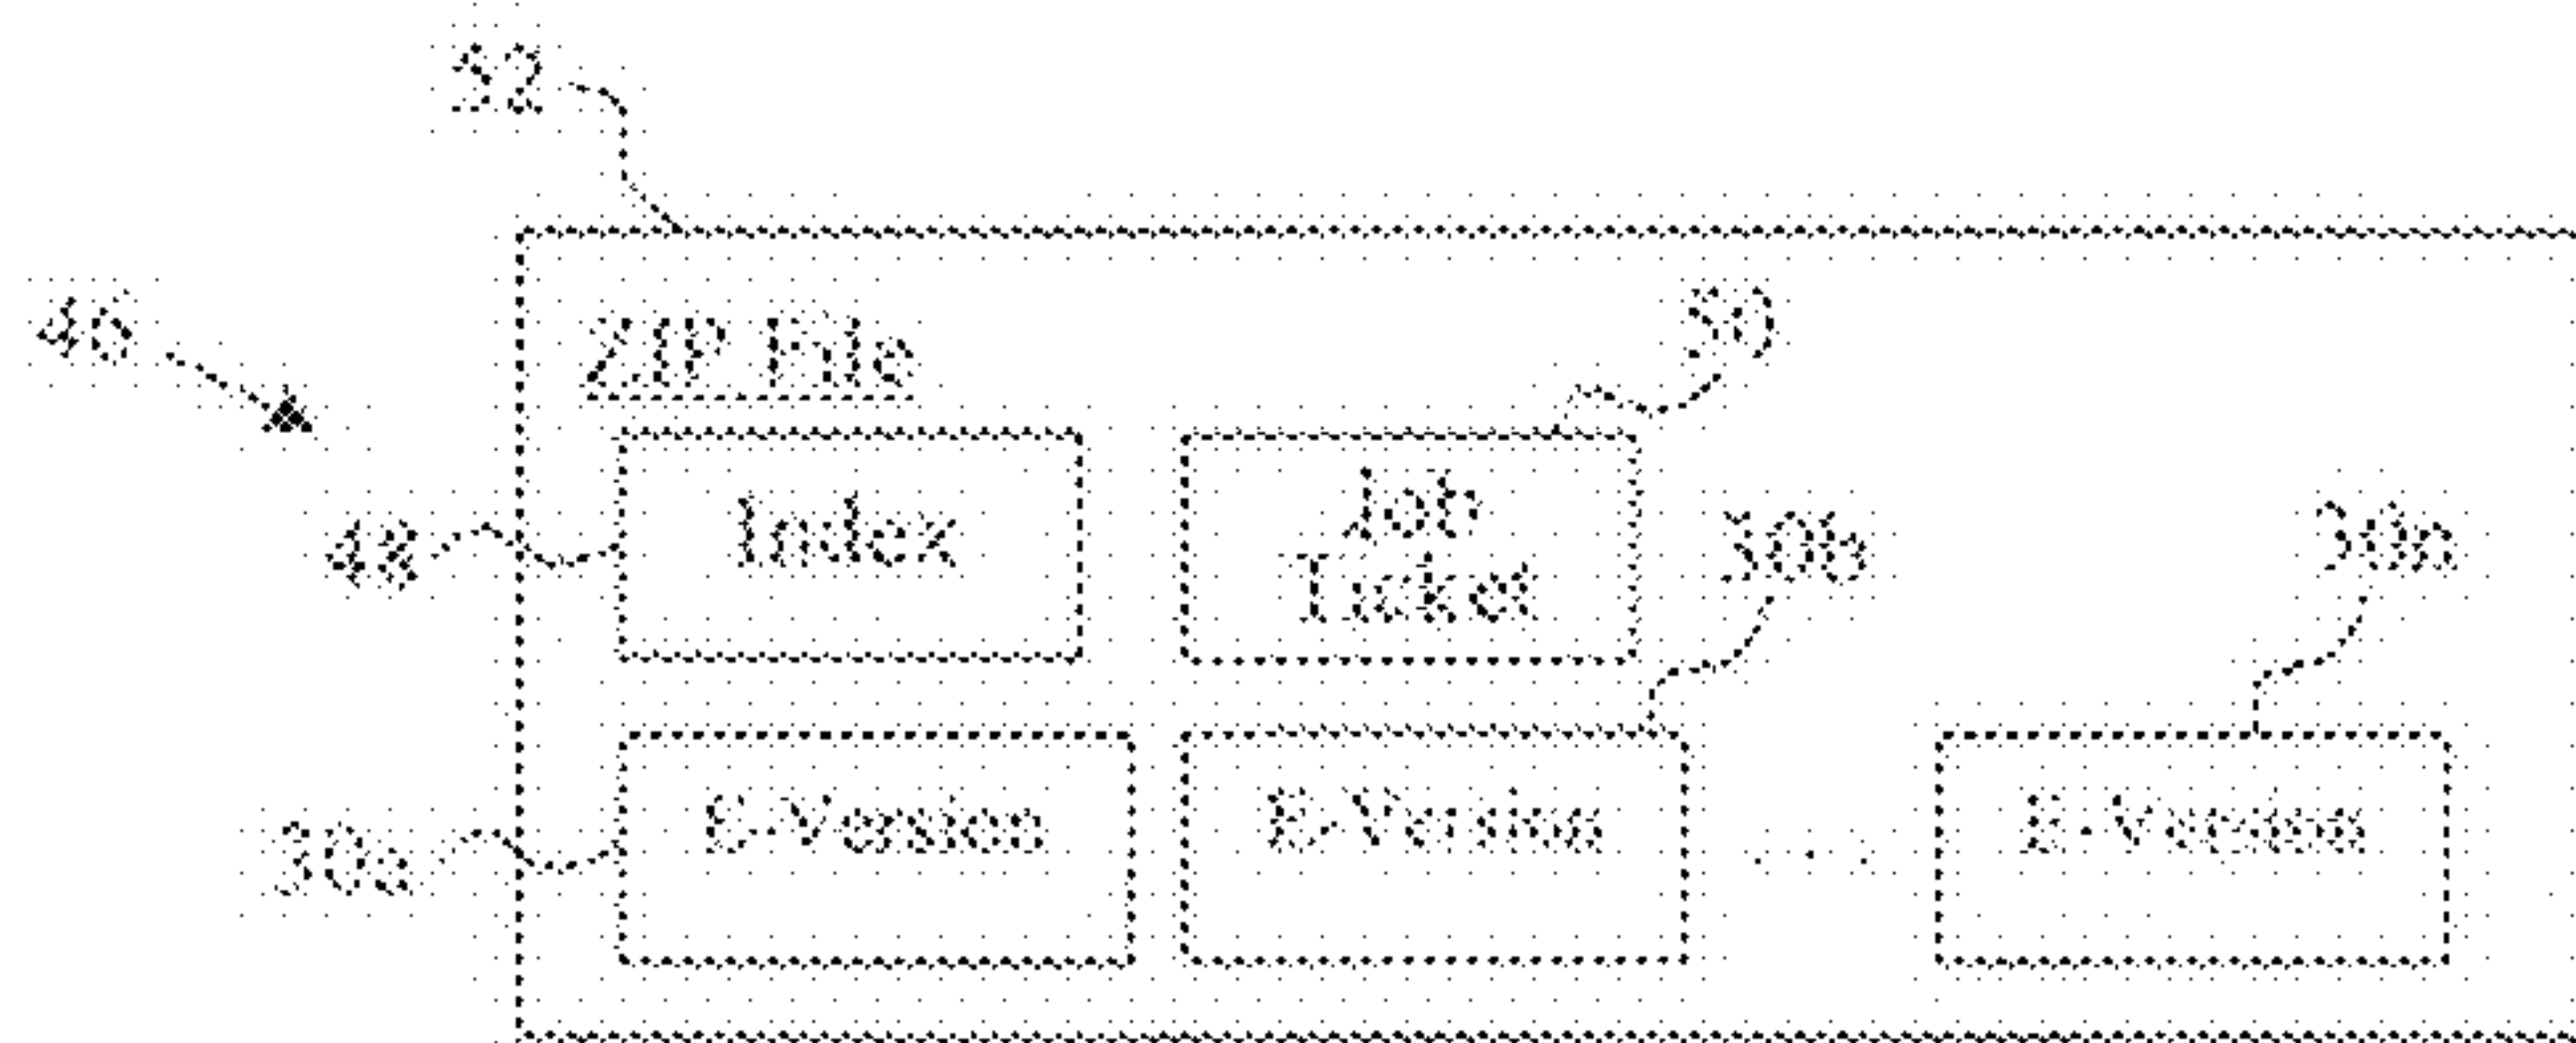 52
46
ZIP File
50
48
Index
Job
Ticket
30b
30n
30a
E-Version
E-Version
E-Version